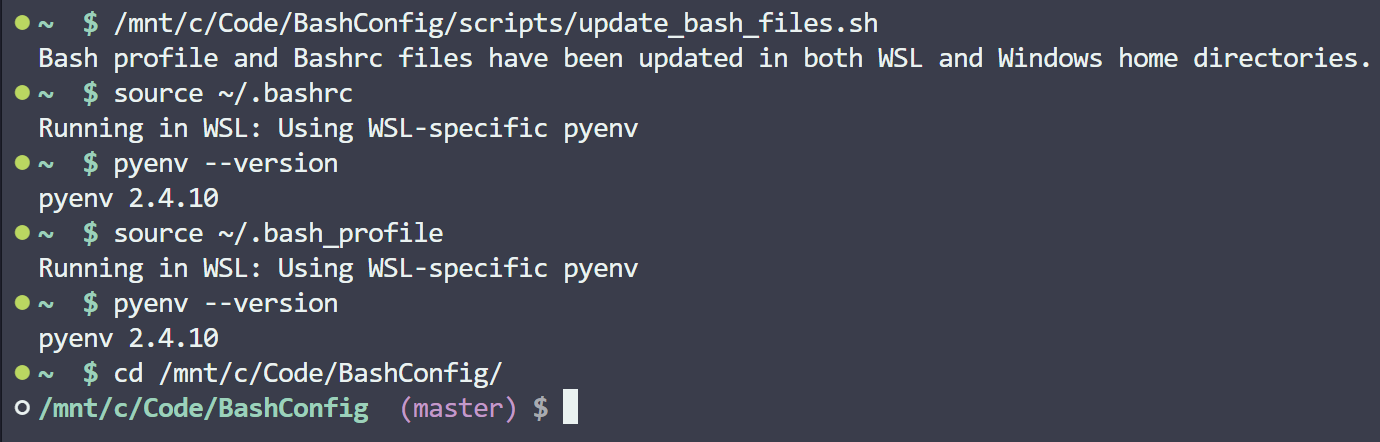 ~  $ /mnt/c/Code/BashConfig/scripts/update_bash_files.sh
Bash profile and Bashrc files have been updated in both WSL and Windows home directories.
~  $ source ~/.bashrc
Running in WSL: Using WSL-specific pyenv
~  $ pyenv --version
pyenv 2.4.10
~  $ source ~/.bash_profile
Running in WSL: Using WSL-specific pyenv
~  $ pyenv --version
pyenv 2.4.10
~  $ cd /mnt/c/Code/BashConfig/
/mnt/c/Code/BashConfig  (master) $